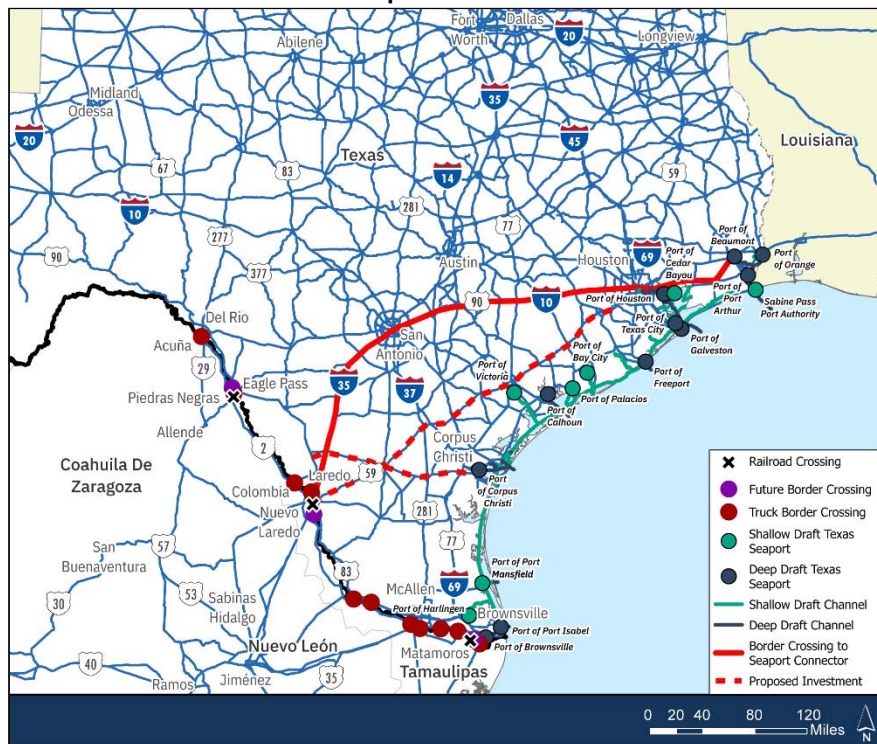 Fort
Worth
Dallas
20
Longview
Abilene
35
Midland
Odessa
20
45
Louisiana
Texas
67
83
59
14
10
281
77
277
90
377
Austin
Houston
69
Port of
Cedar
Bayou
Port of
Beaumont
Port
of Orange
90
10
Port of Houston
Port
of
Port
Arthur
Sabine Pass
Port Authority
Del Rio
Acuña
San
Antonio
Port of
Texas City
Port of
Galveston
29
Port of
Bay City
Port of
Victoria
Port of
Freeport
Eagle Pass
35
37
Piedras Negras
Port of Palacios
Allende
Port of
Calhoun
2
Corpus
Christi
Coahuila De
Zaragoza
Laredo
59
Colombia
Port
of Corpus
Christi
Nuevo
Laredo
281
57
77
San
Buenaventura
83
Port of Port
Mansfield
McAllen
69
30
53
Sabinas
Hidalgo
Port of Harlingen
Brownsville
Port of Port Isabel
Nuevo León
Matamoros
Port of Brownsville
40
Tamaulipas
Ramos
Jiménez
35
Railroad Crossing
Future Border Crossing
Truck Border Crossing
Shallow Draft Texas
Seaport
Deep Draft Texas
Seaport
Shallow Draft Channel
Deep Draft Channel
Border Crossing to
Seaport Connector
Proposed Investment
0 20 40 80 120
Miles
N